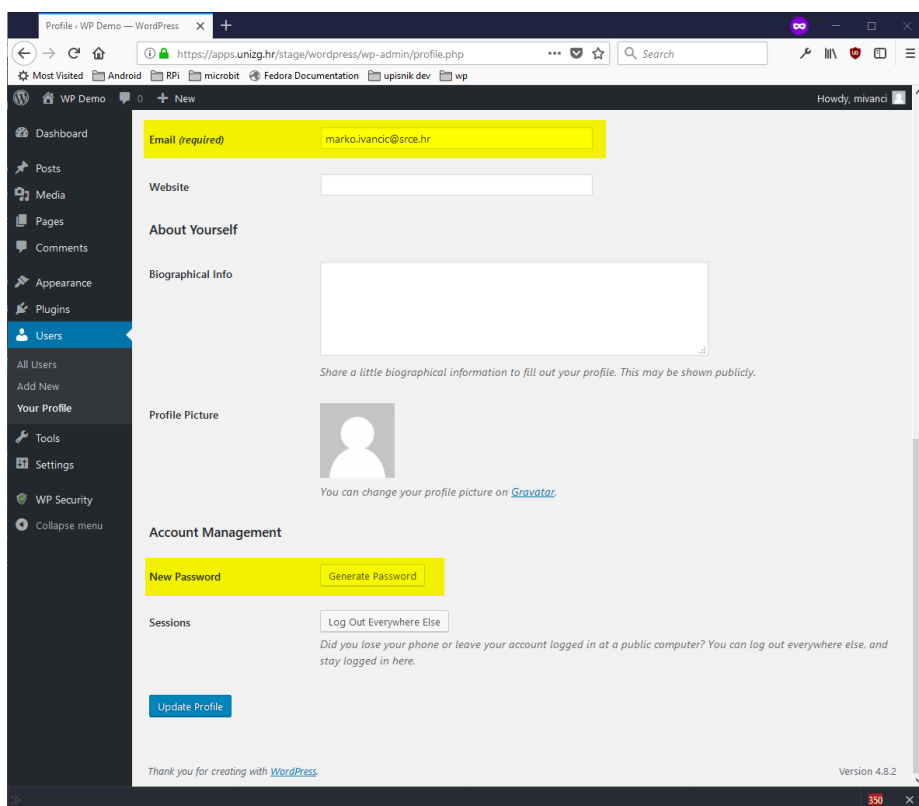 Profile ‹ WP Demo — WordPress
https://apps.unizg.hr/stage/wordpress/wp-admin/profile.php
Search
Most Visited Android RPi microbit Fedora Documentation upisnik dev wp
WP Demo 0 + New Howdy, mivanci
Dashboard
Posts
Media
Pages
Comments
Appearance
Plugins
Users
All Users
Add New
Your Profile
Tools
Settings
WP Security
Collapse menu
Email (required) marko.ivancic@srce.hr
Website
About Yourself
Biographical Info
Share a little biographical information to fill out your profile. This may be shown publicly.
Profile Picture
You can change your profile picture on Gravatar.
Account Management
New Password Generate Password
Sessions Log Out Everywhere Else
Did you lose your phone or leave your account logged in at a public computer? You can log out everywhere else, and
stay logged in here.
Update Profile
Thank you for creating with WordPress. Version 4.8.2
350